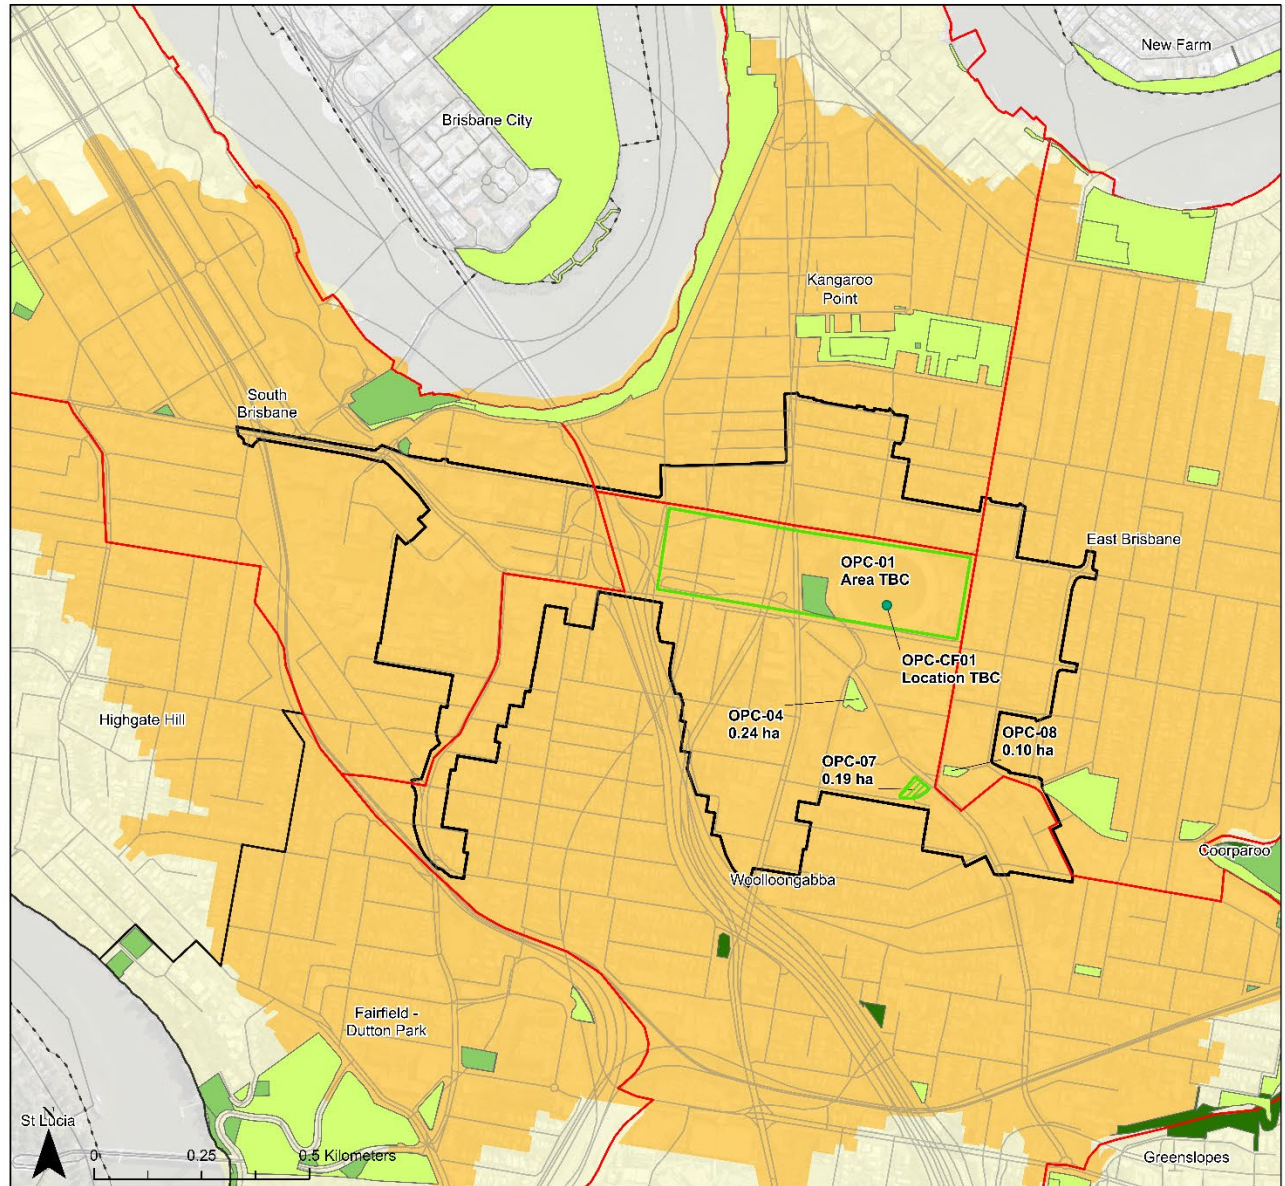 New Farm
Brisbane City
Kangaroo
Point
South
Brisbane
East Brisbane
OPC-01
Area TBC
OPC-CF01
Location TBC
Highgate Hill
OPC-04
0.24 ha
OPC-08
0.10 ha
OPC-07
0.19 ha
Coorparoo
Woolloongabba
Fairfield -
Dutton Park
St Lucia
N
0 0.25 0.5 Kilometers
Greenslopes